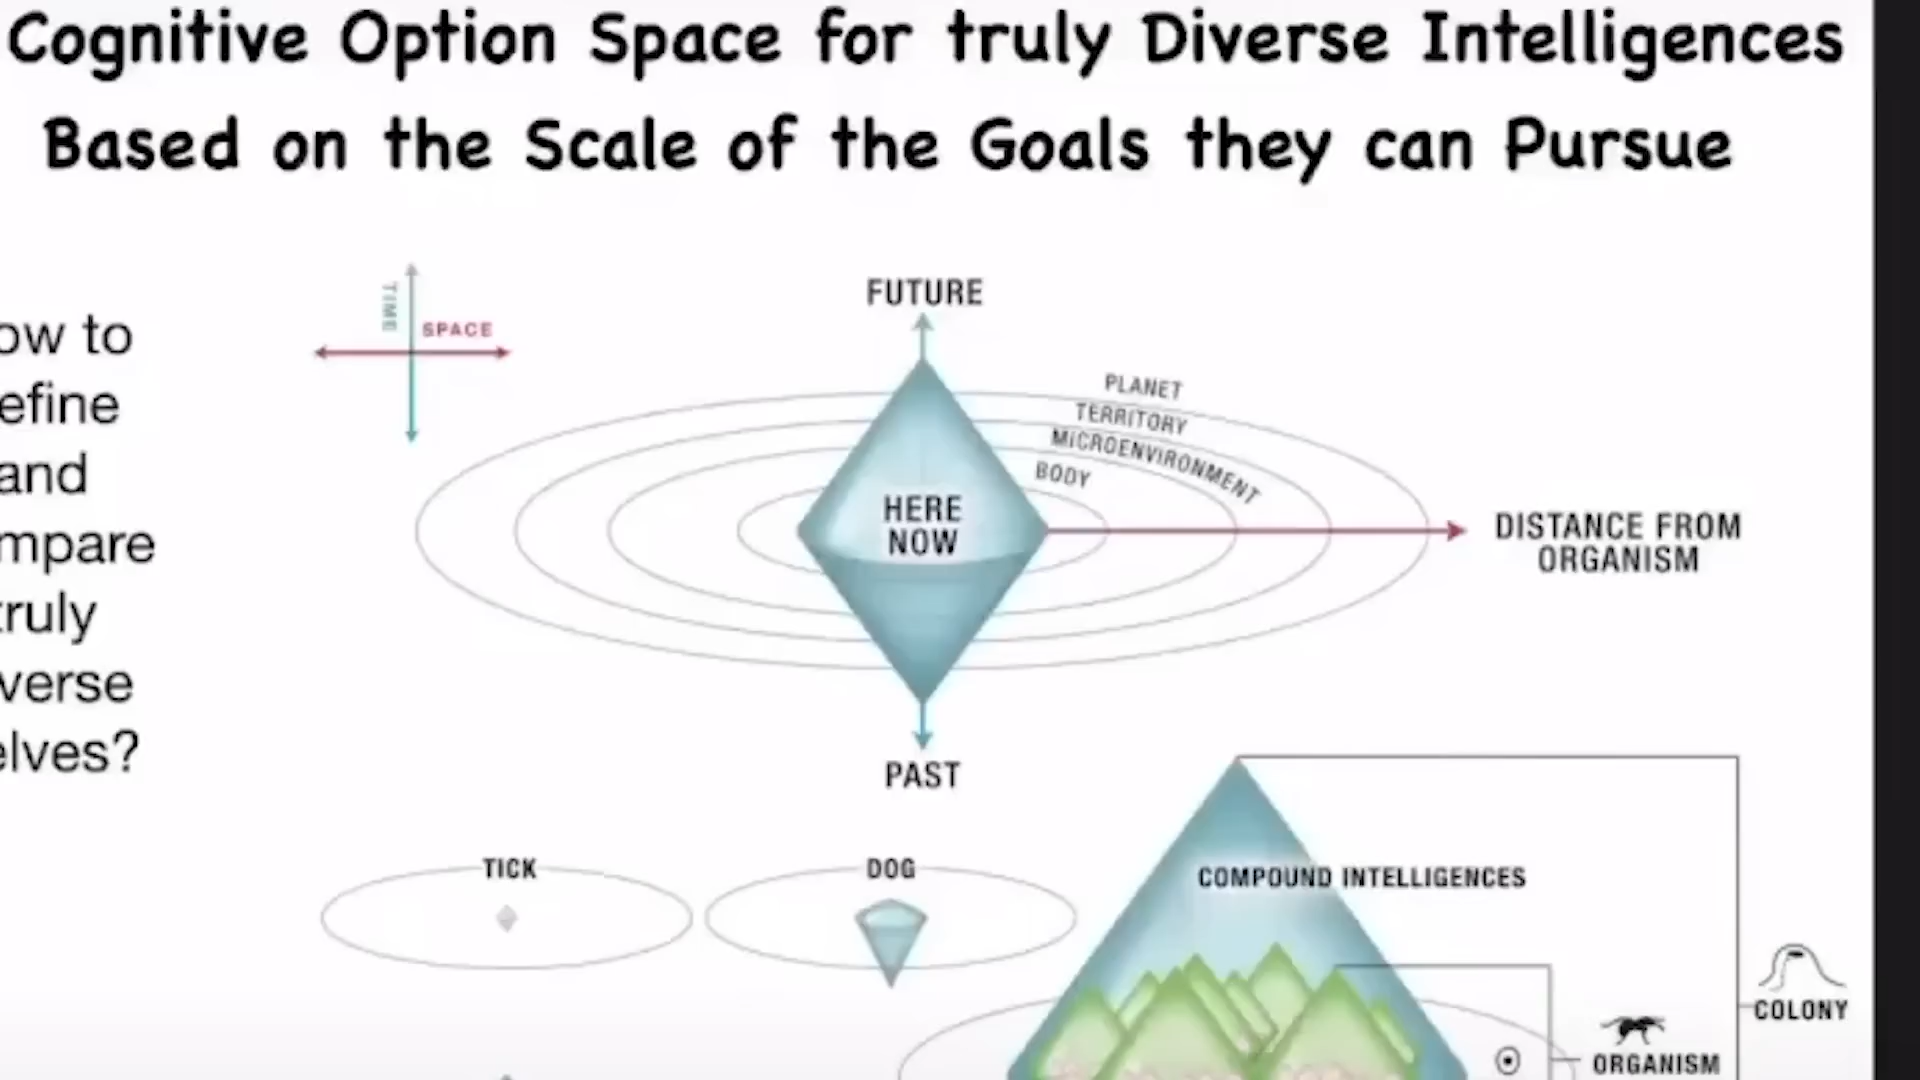 Cognitive Option Space for truly Diverse Intelligences
Based on the Scale of the Goals they can Pursue
ow to
efine
and
mpare
truly
verse
elves?
TIME
SPACE
FUTURE
PLANET
TERRITORY
MICROENVIRONMENT
BODY
HERE
NOW
DISTANCE FROM
ORGANISM
PAST
TICK
DOG
COMPOUND INTELLIGENCES
COLONY
ORGANISM